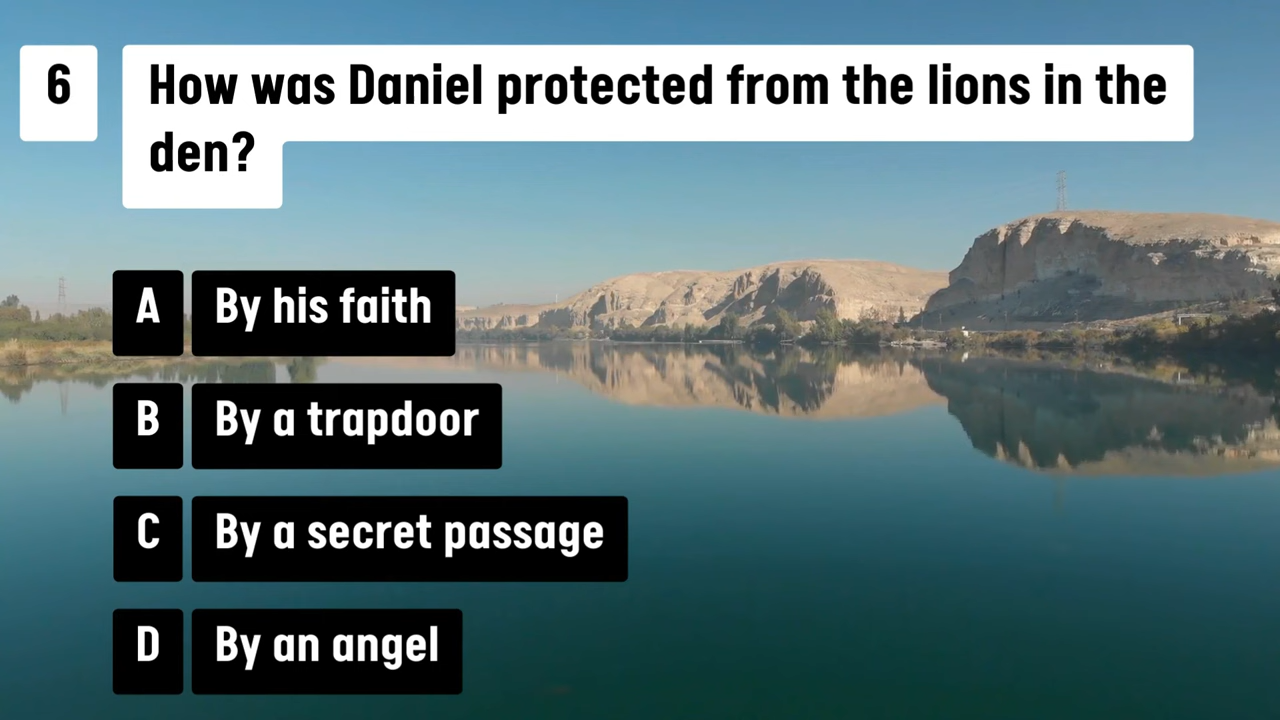 6
How was Daniel protected from the lions in the
den?
A
By his faith
B
By a trapdoor
C
By a secret passage
D
By an angel